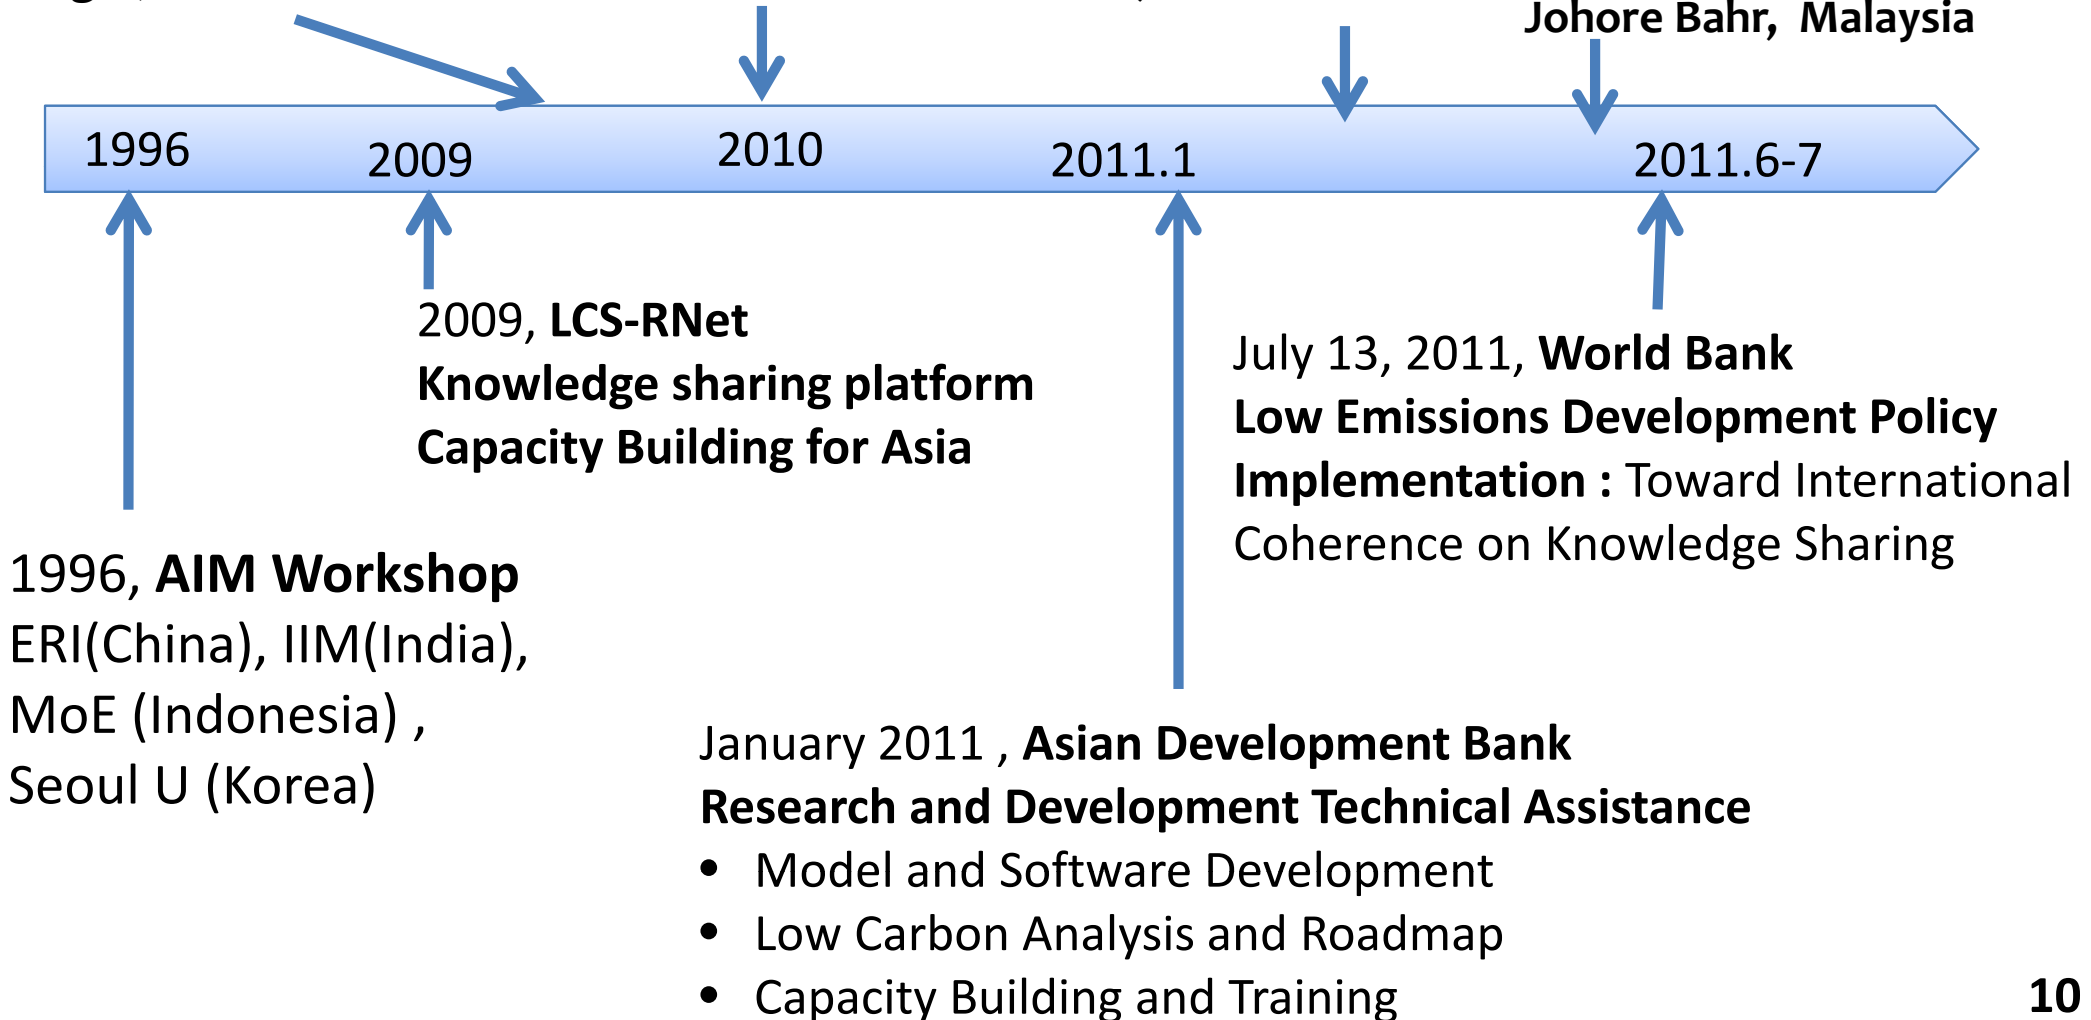 Johore Bahr, Malaysia
1996
2009
2010
2011.1
2011.6-7
2009, LCS-RNet
Knowledge sharing platform
Capacity Building for Asia
July 13, 2011, World Bank
Low Emissions Development Policy
Implementation : Toward International
Coherence on Knowledge Sharing
1996, AIM Workshop
ERI(China), IIM(India),
MoE (Indonesia) ,
Seoul U (Korea)
January 2011 , Asian Development Bank
Research and Development Technical Assistance
• Model and Software Development
• Low Carbon Analysis and Roadmap
• Capacity Building and Training
10